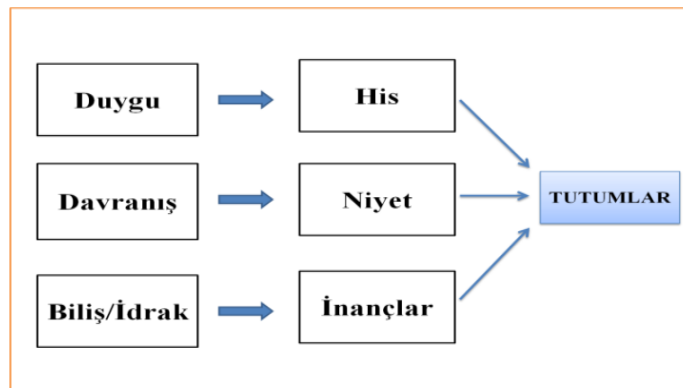 Duygu
His
Davranış
Niyet
TUTUMLAR
Biliş/İdrak
İnançlar